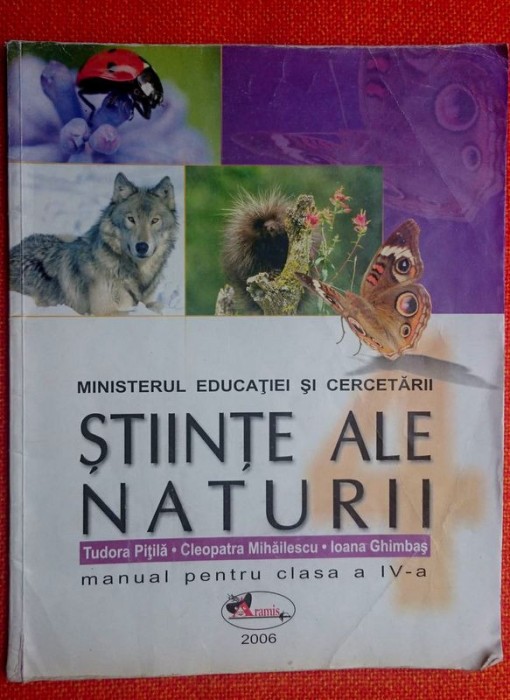 MINISTERUL EDUCAŢIEI ŞI CERCETĂRII
ŞTIINŢE ALE
NATURII
4
Tudora Piţilă • Cleopatra Mihăilescu • Ioana Ghimbaş
manual pentru clasa a IV-a
Aramis
2006